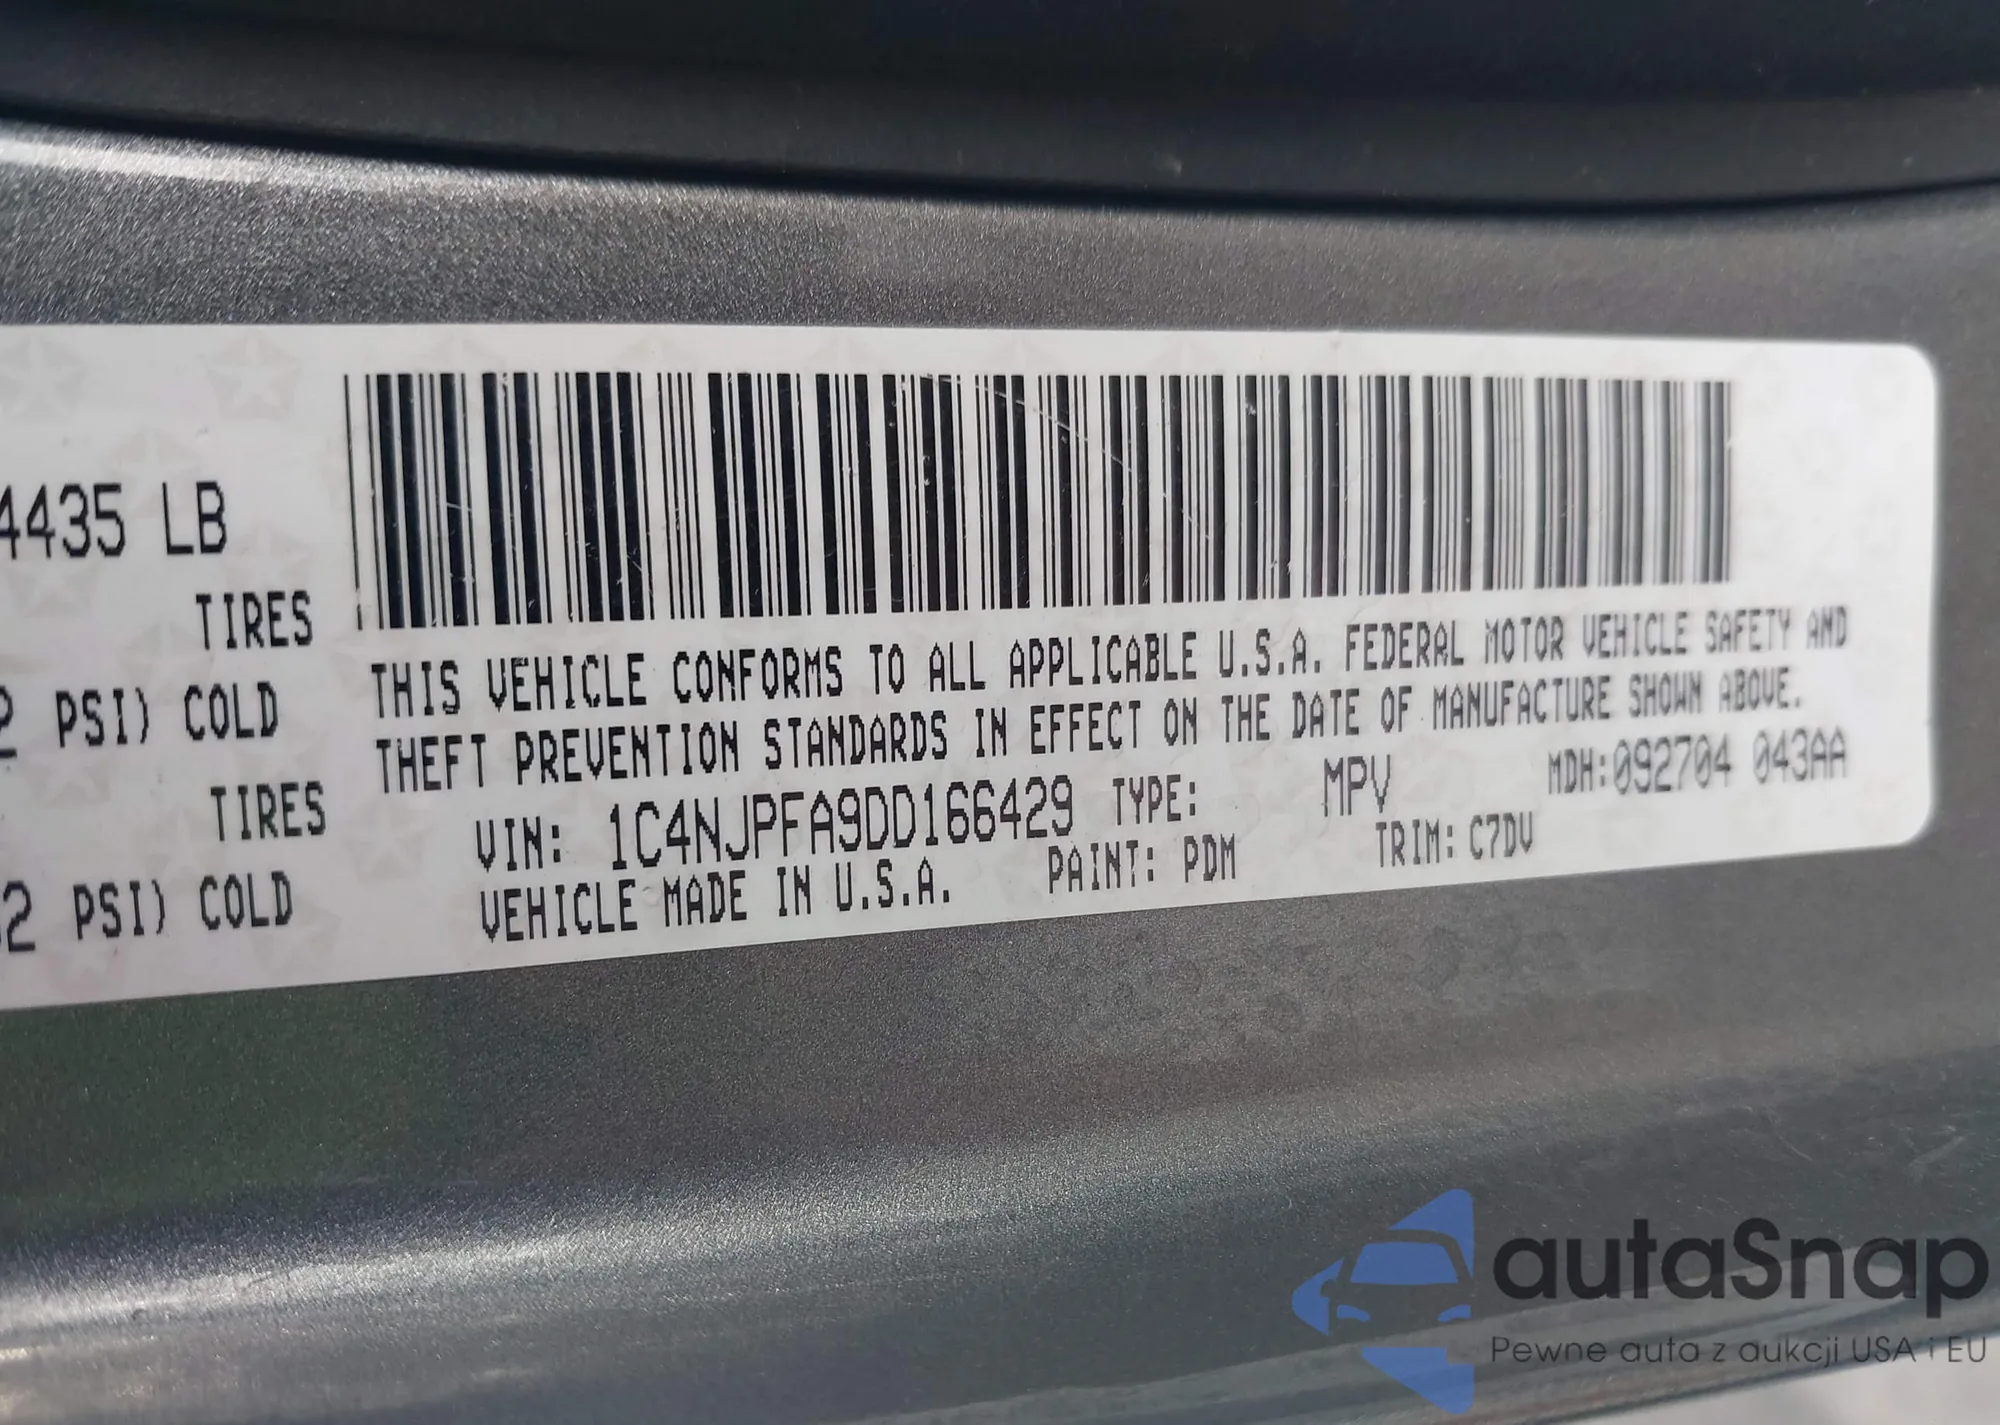 4435 LB
TIRES
2 PSI) COLD
TIRES
2 PSI) COLD
THIS VEHICLE CONFORMS TO ALL APPLICABLE U.S.A. FEDERAL MOTOR VEHICLE SAFETY AND
THEFT PREVENTION STANDARDS IN EFFECT ON THE DATE OF MANUFACTURE SHOWN ABOVE.
VIN: 1C4NJPFA9DD166429 TYPE: MPV MDH:092704 043AA
VEHICLE MADE IN U.S.A. PAINT: PDM TRIM: C7DV
autaSnap
Pewne auta z aukcji USA i EU